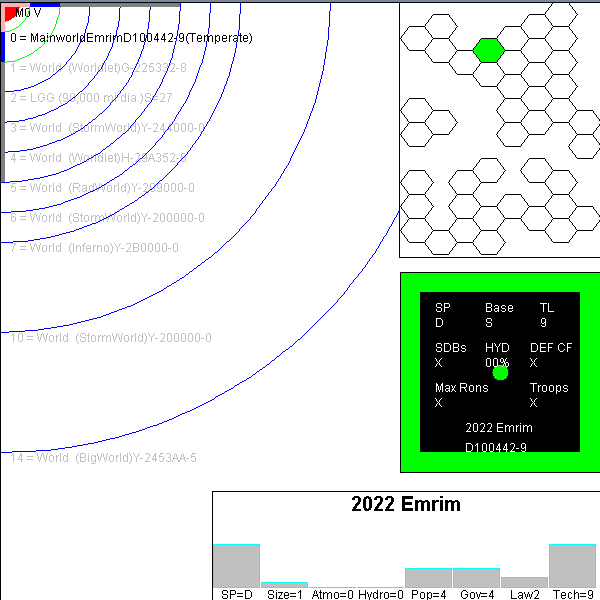 M0 V
0 = MainworldEmrimD100442-9(Temperate)
1 = World (Worldlet)G-225332-8
2 = LGG (90,000 mi dia.)S=27
3 = World (StormWorld)Y-244000-0
4 = World (Worldlet)H-20A352-8
5 = World (RadWorld)Y-209000-0
6 = World (StormWorld)Y-200000-0
7 = World (Inferno)Y-2B0000-0
10 = World (StormWorld)Y-200000-0
14 = World (BigWorld)Y-2453AA-5
SP Base TL
D S 9
SDBs HYD DEF CF
X 00% X
Max Rons Troops
X X
2022 Emrim
D100442-9
2022 Emrim
SP=D Size=1 Atmo=0 Hydro=0 Pop=4 Gov=4 Law2 Tech=9